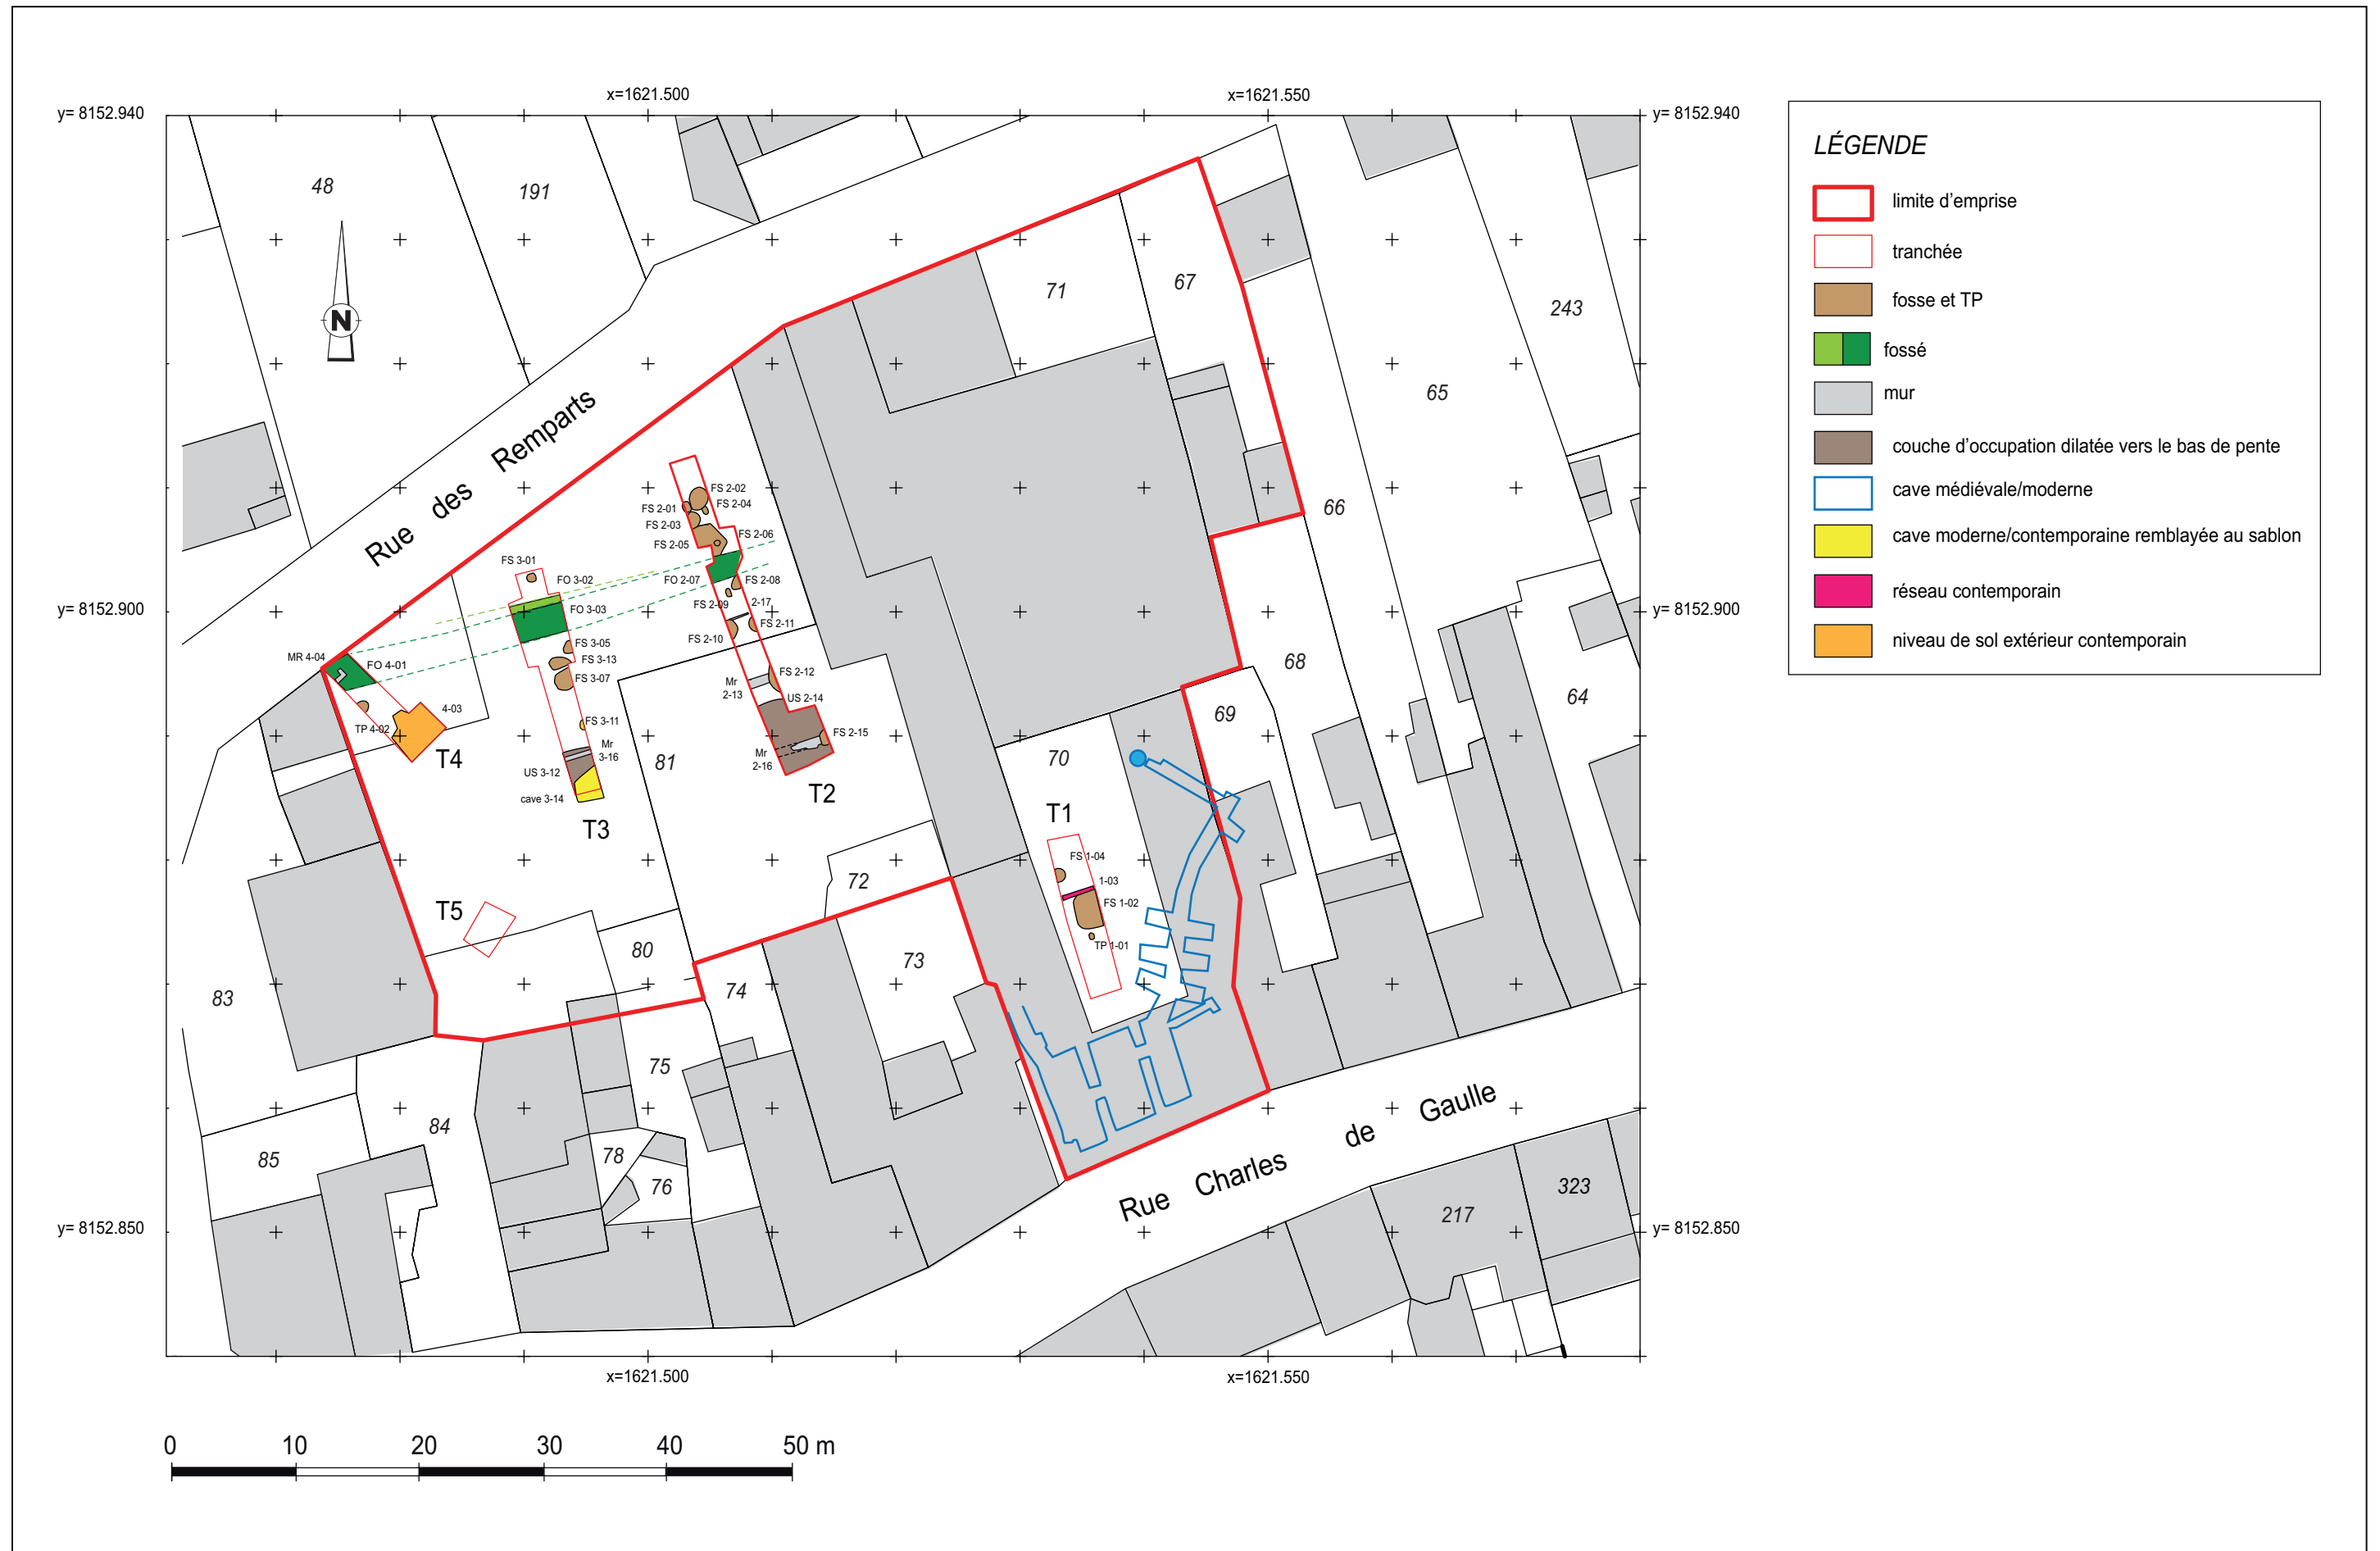 x=1621.500
x=1621.550
y= 8152.940
y= 8152.940
48
191
N
71
67
243
65
66
68
69
64
Rue des Remparts
FS 2-02
FS 2-01
FS 2-04
FS 2-03
FS 2-05
FS 2-06
FO 2-07
FS 2-08
FS 2-09
2-17
FS 2-10
FS 2-11
FS 2-12
Mr
2-13
US 2-14
FS 2-15
Mr
2-16
T2
FS 3-01
FO 3-02
FO 3-03
FS 3-05
FS 3-13
FS 3-07
FS 3-11
Mr
3-16
US 3-12
cave 3-14
T3
y= 8152.900
y= 8152.900
MR 4-04
FO 4-01
TP 4-02
4-03
T4
81
70
T1
FS 1-04
1-03
FS 1-02
TP 1-01
72
T5
80
73
74
83
75
84
85
78
76
Rue Charles de Gaulle
217
323
y= 8152.850
y= 8152.850
x=1621.500
x=1621.550
0 10 20 30 40 50 m
LÉGENDE
limite d'emprise
tranchée
fosse et TP
fossé
mur
couche d'occupation dilatée vers le bas de pente
cave médiévale/moderne
cave moderne/contemporaine remblayée au sablon
réseau contemporain
niveau de sol extérieur contemporain